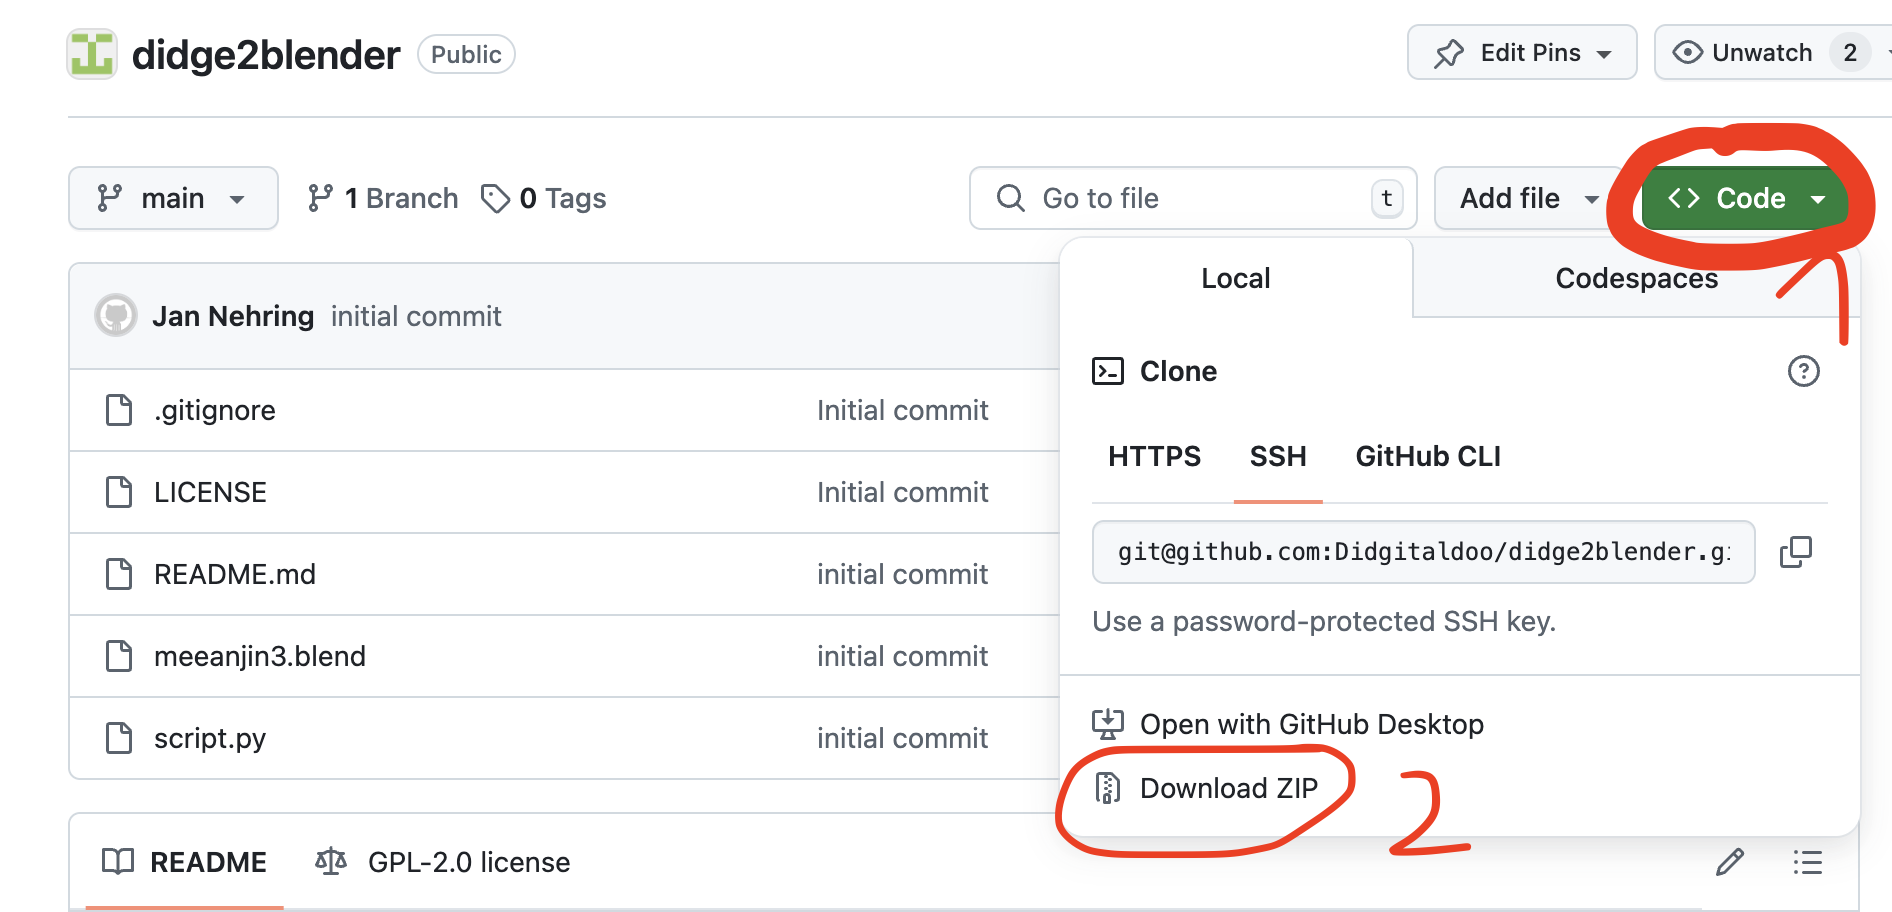 didge2blender Public Edit Pins Unwatch 2
main 1 Branch 0 Tags Go to file t Add file <> Code
1
Local Codespaces
Jan Nehring initial commit
Clone
.gitignore Initial commit
HTTPS SSH GitHub CLI
LICENSE Initial commit
git@github.com:Didgitaldoo/didge2blender.gi
README.md initial commit
Use a password-protected SSH key.
meeanjin3.blend initial commit
script.py initial commit
Open with GitHub Desktop
Download ZIP 2
README GPL-2.0 license